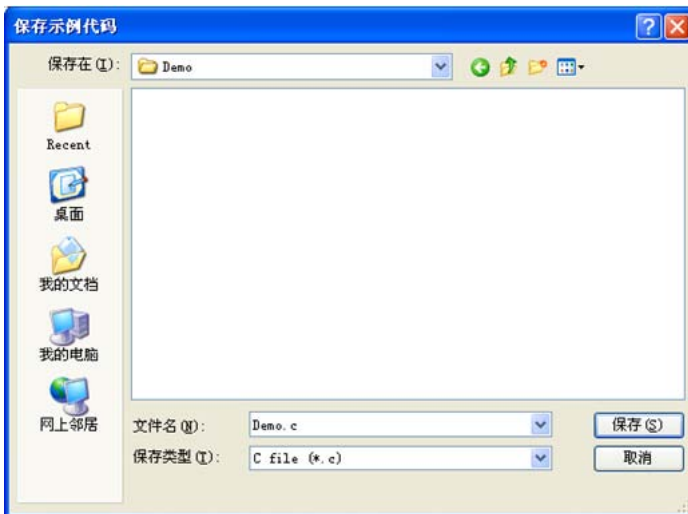 保存示例代码
保存在(I):
Demo
Recent
桌面
我的文档
我的电脑
网上邻居
文件名(N):
Demo.c
保存(S)
保存类型(T):
C file (*.c)
取消